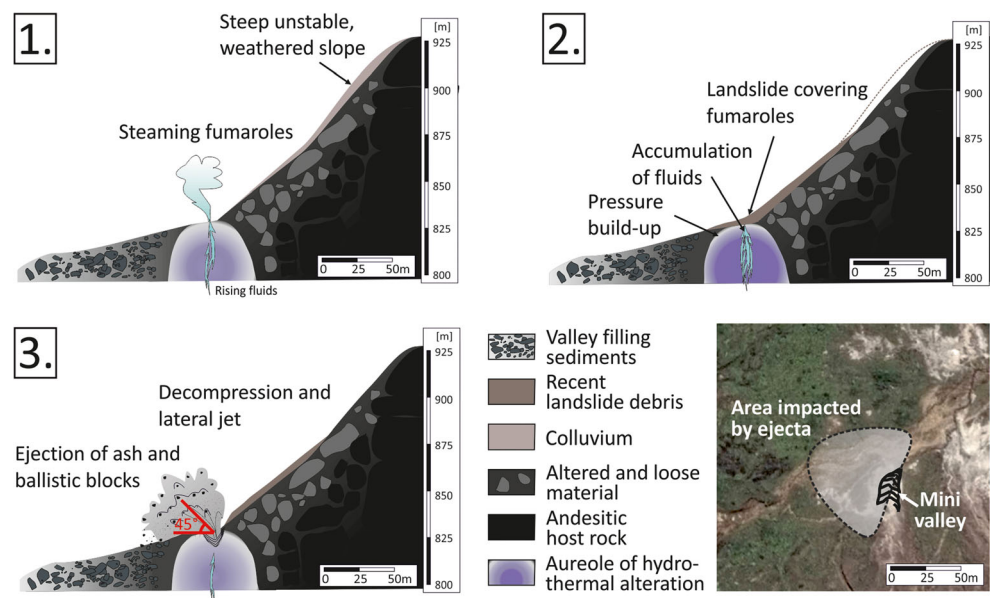 1.
Steep unstable,
weathered slope
Steaming fumaroles
Rising fluids
0 25 50m
[m]
925
900
875
850
825
800
2.
Landslide covering
fumaroles
Accumulation
of fluids
Pressure
build-up
0 25 50m
[m]
925
900
875
850
825
800
3.
Decompression and
lateral jet
Ejection of ash and
ballistic blocks
45°
0 25 50m
[m]
925
900
875
850
825
800
Valley filling
sediments
Recent
landslide debris
Colluvium
Altered and loose
material
Andesitic
host rock
Aureole of hydro-
thermal alteration
Area impacted
by ejecta
Mini
valley
0 25 50m